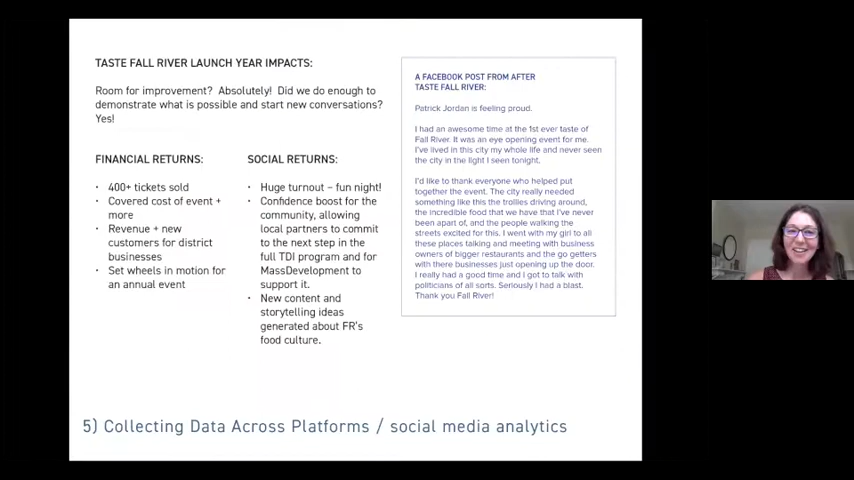 TASTE FALL RIVER LAUNCH YEAR IMPACTS:
Room for improvement? Absolutely! Did we do enough to
demonstrate what is possible and start new conversations?
Yes!
FINANCIAL RETURNS:
• 400+ tickets sold
• Covered cost of event +
more
• Revenue + new
customers for district
businesses
• Set wheels in motion for
an annual event
SOCIAL RETURNS:
• Huge turnout – fun night!
• Confidence boost for the
community, allowing
local partners to commit
to the next step in the
full TDI program and for
MassDevelopment to
support it.
• New content and
storytelling ideas
generated about FR's
food culture.
A FACEBOOK POST FROM AFTER
TASTE FALL RIVER:
Patrick Jordan is feeling proud.
I had an awesome time at the 1st ever taste of
Fall River. It was an eye opening event for me.
I've lived in this city my whole life and never seen
the city in the light I seen tonight.
I'd like to thank everyone who helped put
together the event. The city really needed
something like this the trollies driving around,
the incredible food that we have that I've never
been apart of, and the people walking the
streets excited for this. I went with my girl to all
these places talking and meeting with business
owners of bigger restaurants and the go getters
with there businesses just opening up the door.
I really had a good time and I got to talk with
politicians of all sorts. Seriously I had a blast.
Thank you Fall River!
5) Collecting Data Across Platforms / social media analytics